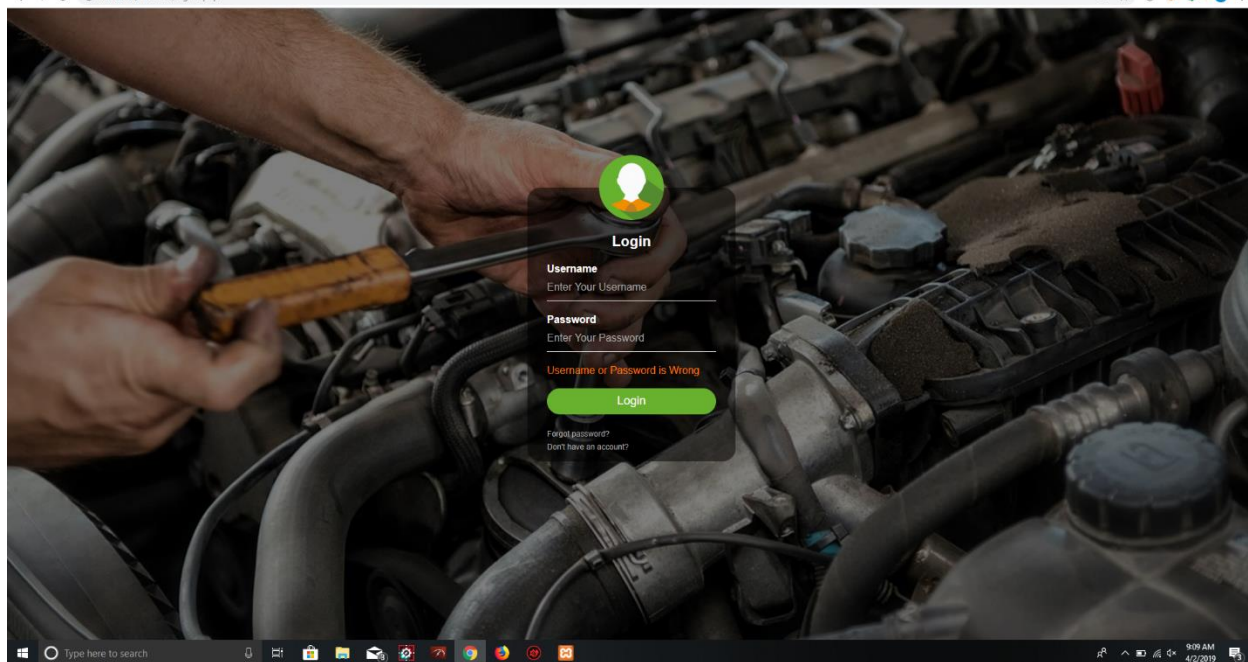 Login
Username
Enter Your Username
Password
Enter Your Password
Username or Password is Wrong
Login
Forgot password?
Don't have an account?
Type here to search
9:09 AM
4/2/2019